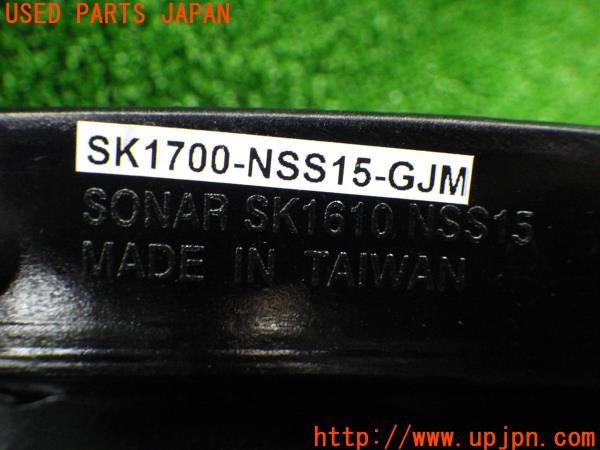 USED PARTS JAPAN
SK1700-NSS15-GJM
SONAR SK1610 NSS15
MADE IN TAIWAN
http://www.upjpn.com/